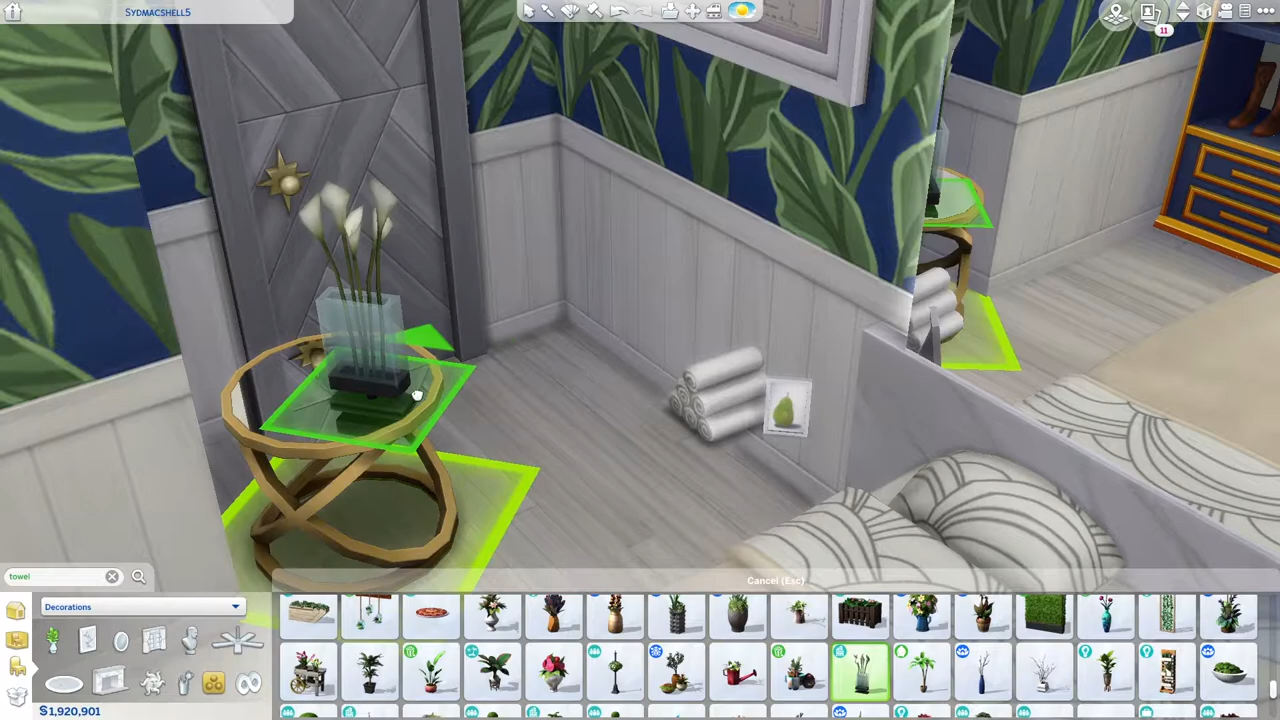 SYDMACSHELL5
11
Cancel (Esc)
towel
Decorations
§1,920,901